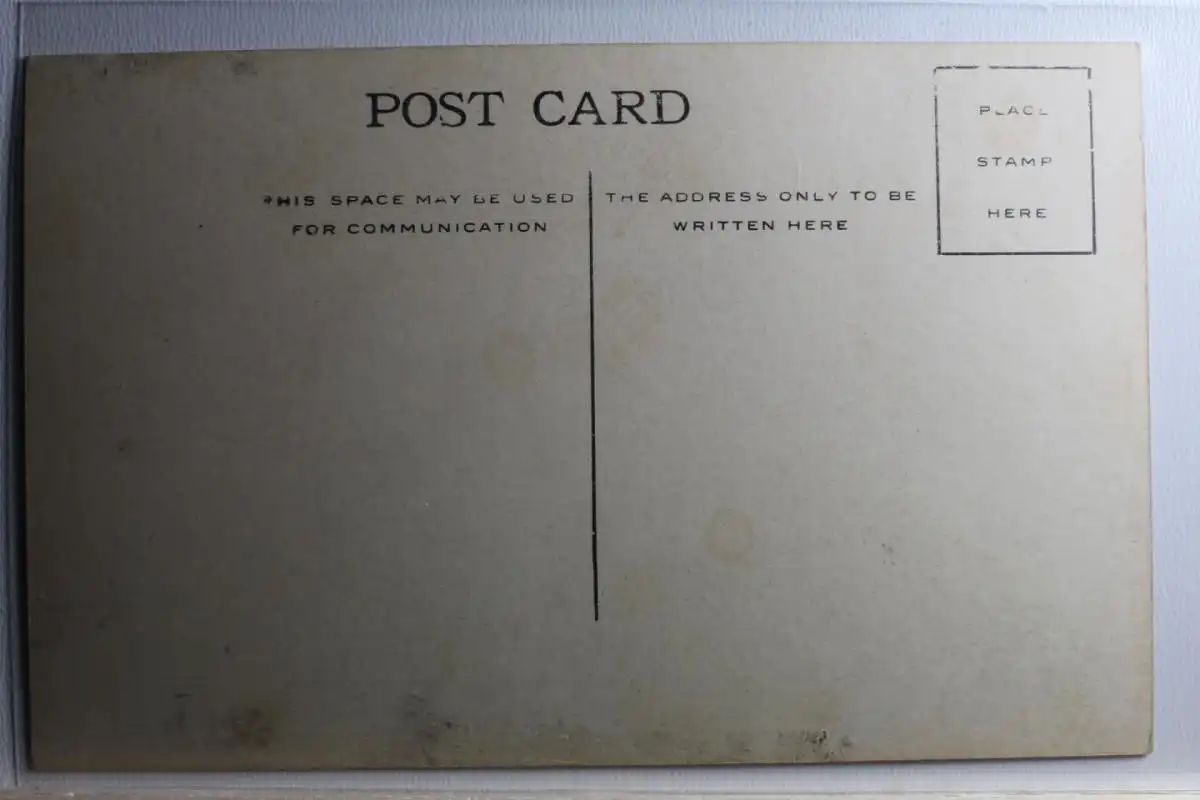 POST CARD
PLACE
STAMP
HERE
THIS SPACE MAY BE USED
FOR COMMUNICATION
THE ADDRESS ONLY TO BE
WRITTEN HERE